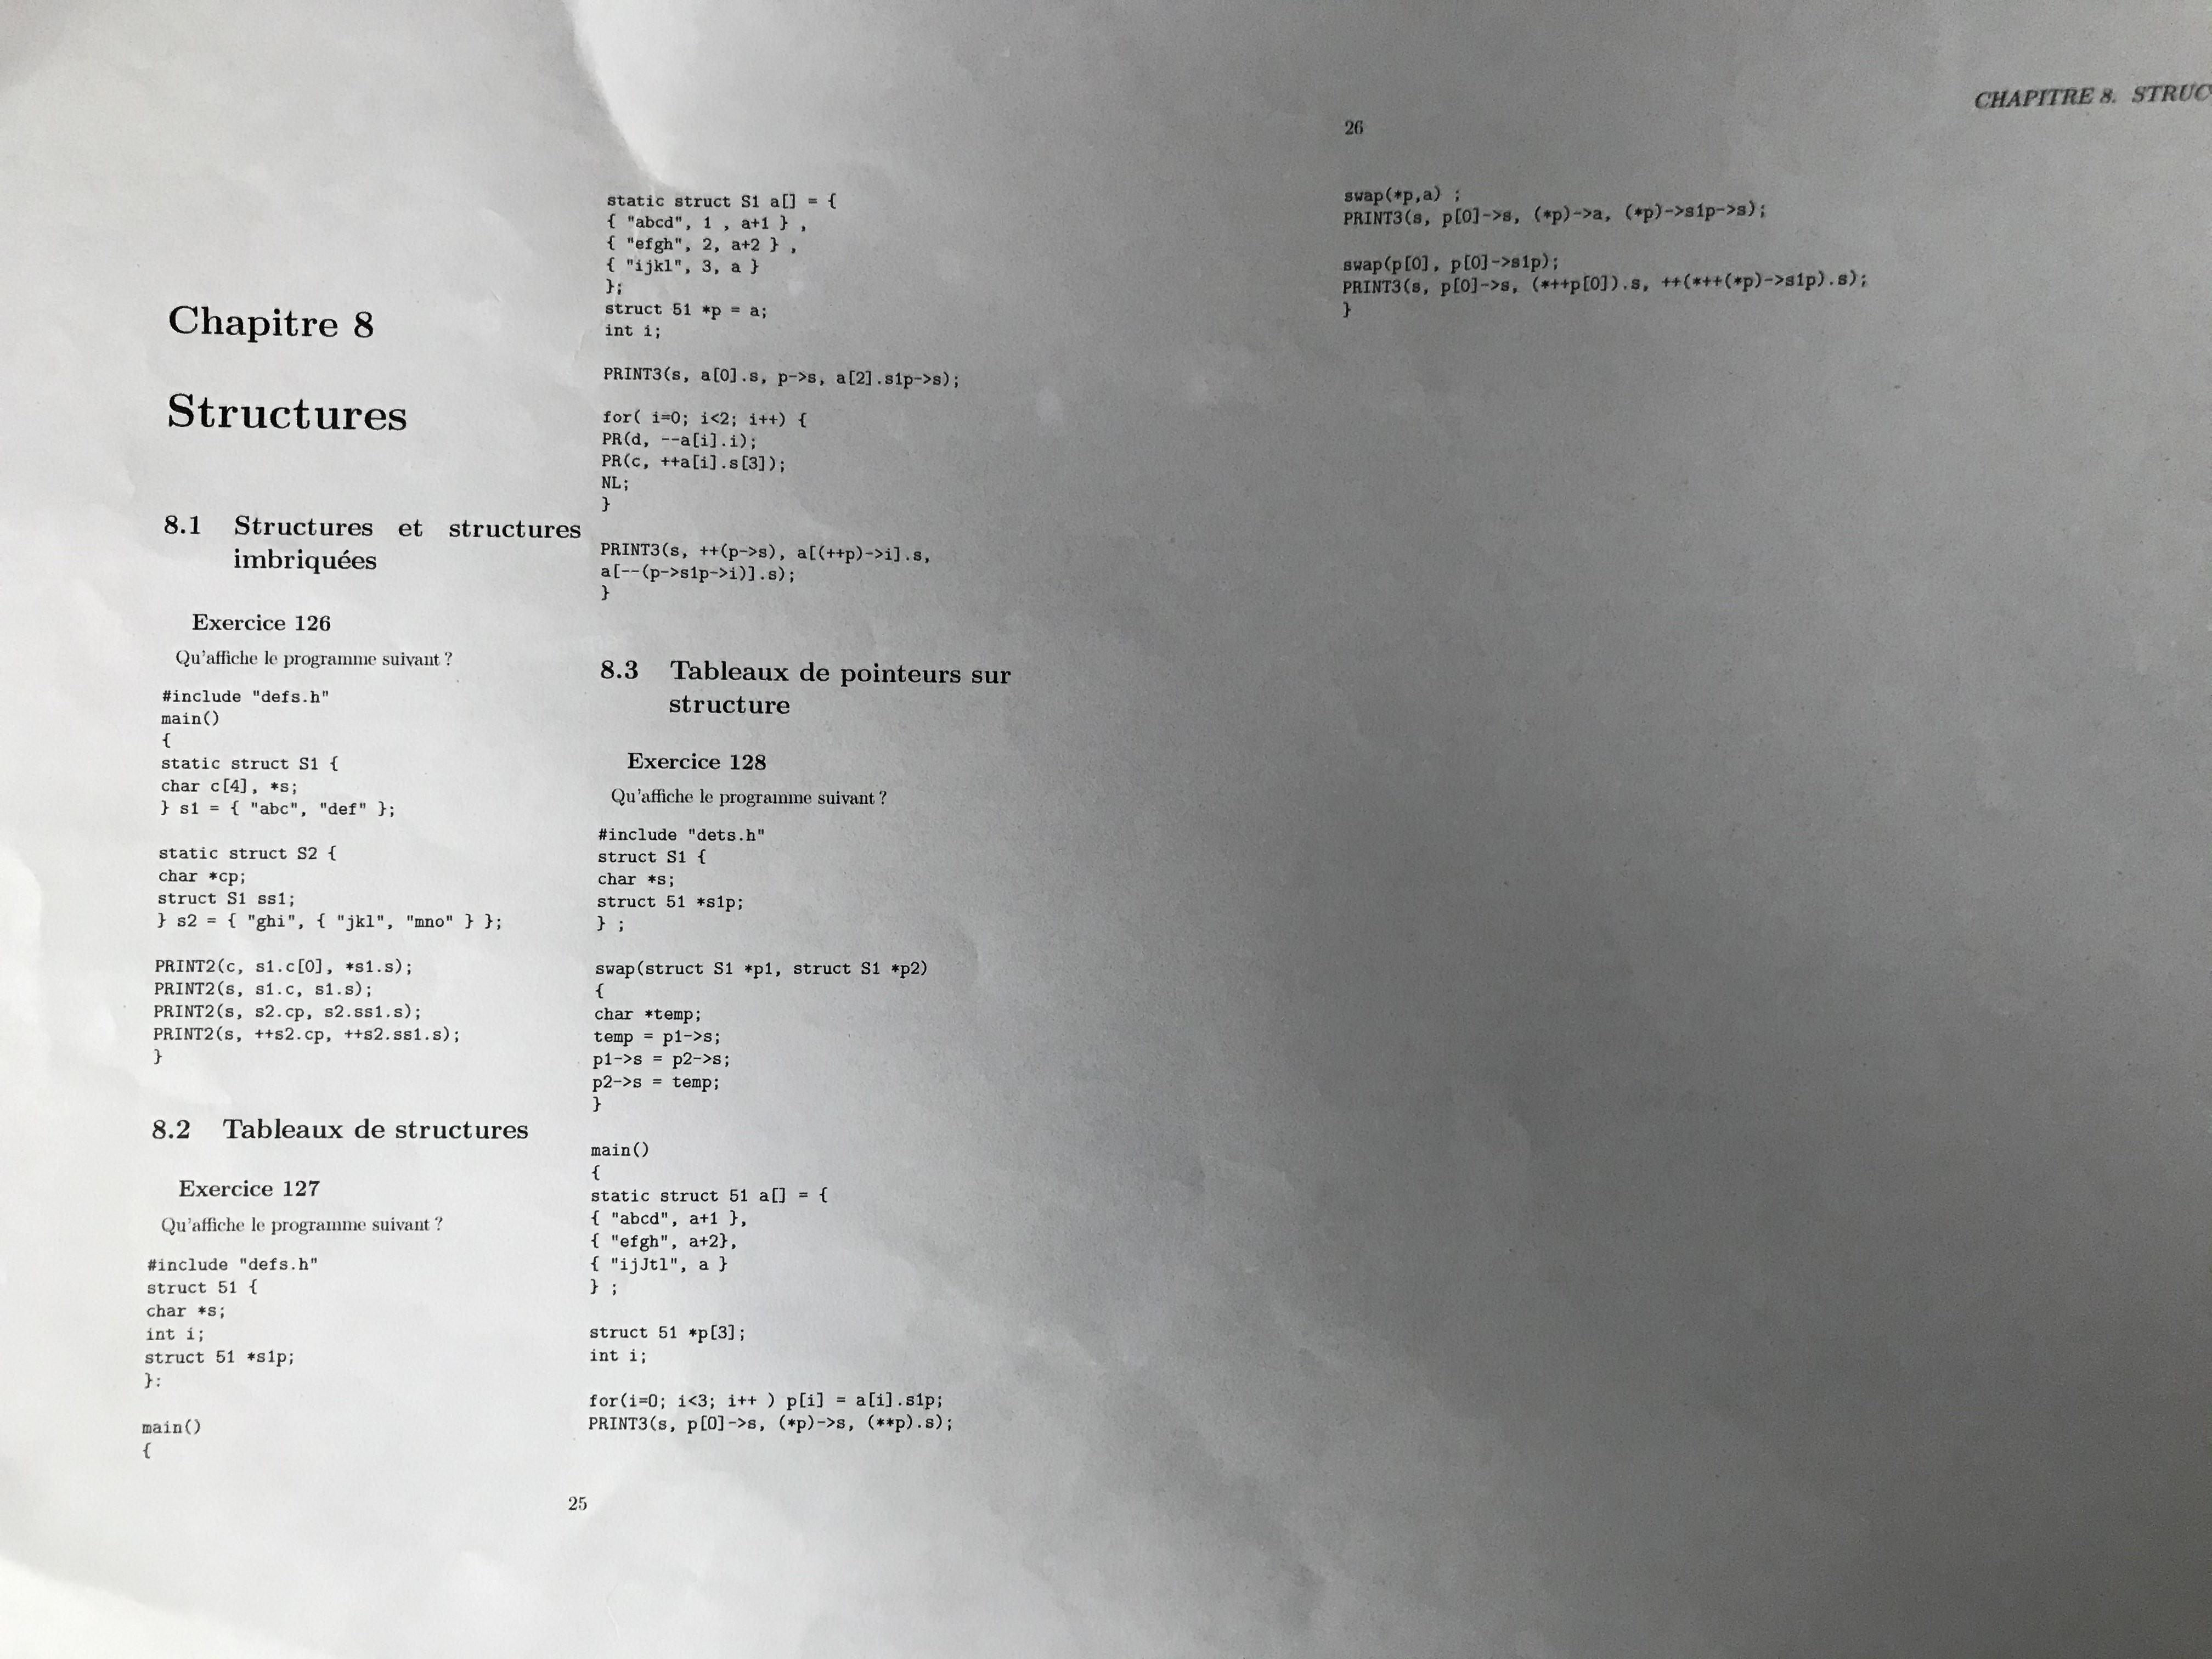 Chapitre 8
Structures
8.1 Structures et structures
imbriquées
Exercice 126
Qu'affiche le programme suivant ?
#include "defs.h"
main()
{
static struct S1 {
char c[4], *s;
} s1 = { "abc", "def" };
static struct S2 {
char *cp;
struct S1 ss1;
} s2 = { "ghi", { "jkl", "mno" } };
PRINT2(c, s1.c[0], *s1.s);
PRINT2(s, s1.c, s1.s);
PRINT2(s, s2.cp, s2.ss1.s);
PRINT2(s, ++s2.cp, ++s2.ss1.s);
}
8.2 Tableaux de structures
Exercice 127
Qu'affiche le programme suivant ?
#include "defs.h"
struct 51 {
char *s;
int i;
struct 51 *s1p;
}:
main()
{
static struct S1 a[] = {
{ "abcd", 1 , a+1 } ,
{ "efgh", 2, a+2 } ,
{ "ijkl", 3, a }
};
struct 51 *p = a;
int i;
PRINT3(s, a[0].s, p->s, a[2].s1p->s);
for( i=0; i<2; i++) {
PR(d, --a[i].i);
PR(c, ++a[i].s[3]);
NL;
}
PRINT3(s, ++(p->s), a[(++p)->i].s,
a[--(p->s1p->i)].s);
}
8.3 Tableaux de pointeurs sur
structure
Exercice 128
Qu'affiche le programme suivant ?
#include "dets.h"
struct S1 {
char *s;
struct 51 *s1p;
} ;
swap(struct S1 *p1, struct S1 *p2)
{
char *temp;
temp = p1->s;
p1->s = p2->s;
p2->s = temp;
}
main()
{
static struct 51 a[] = {
{ "abcd", a+1 },
{ "efgh", a+2},
{ "ijJtl", a }
} ;
struct 51 *p[3];
int i;
for(i=0; i<3; i++ ) p[i] = a[i].s1p;
PRINT3(s, p[0]->s, (*p)->s, (**p).s);
25
26
CHAPITRE 8. STRUC
swap(*p,a) ;
PRINT3(s, p[0]->s, (*p)->a, (*p)->s1p->s);
swap(p[0], p[0]->s1p);
PRINT3(s, p[0]->s, (*++p[0]).s, ++(*++(*p)->s1p).s);
}